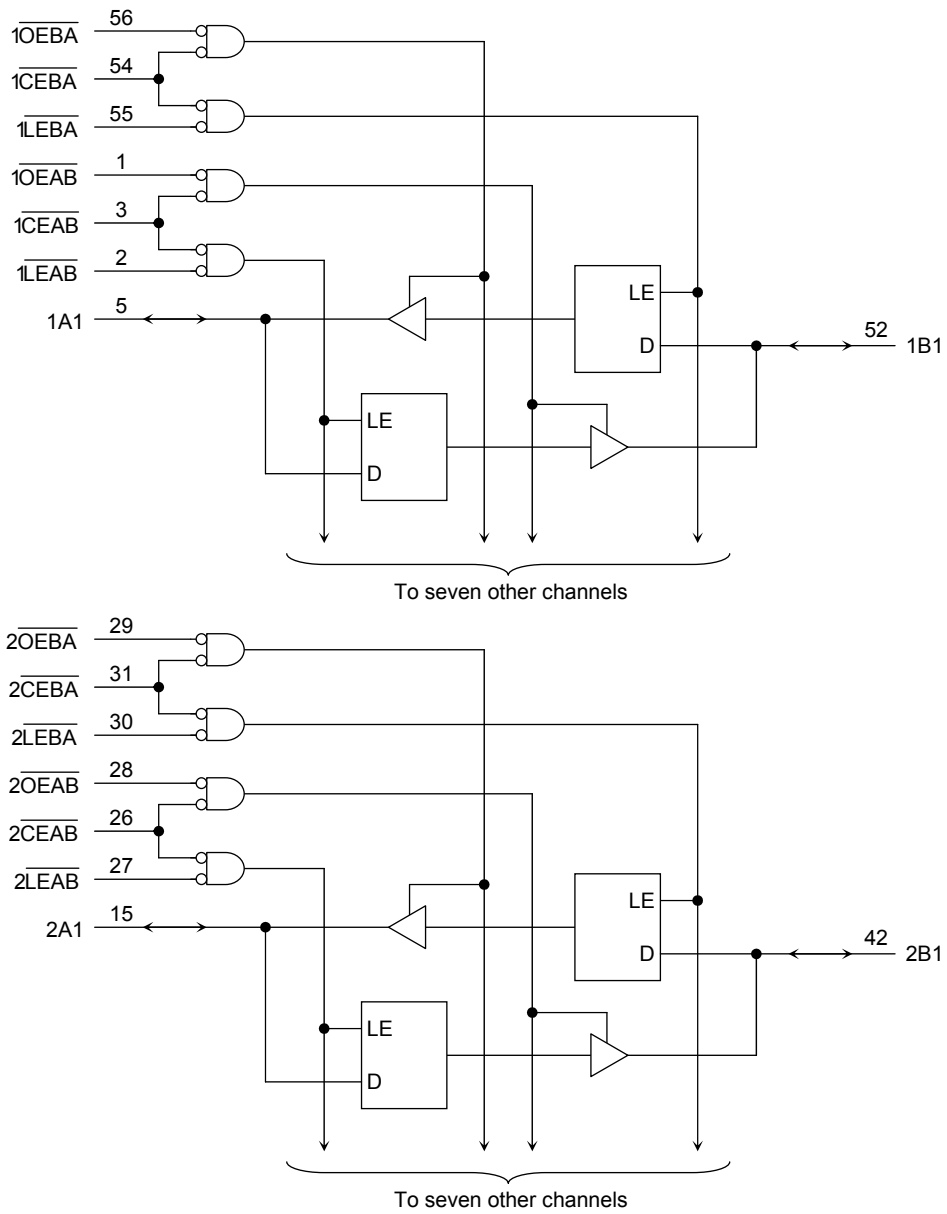 56
1OEBA
54
1CEBA
55
1LEBA
1
1OEAB
3
1CEAB
2
1LEAB
5
1A1
LE
D
52
1B1
LE
D
To seven other channels
29
2OEBA
31
2CEBA
30
2LEBA
28
2OEAB
26
2CEAB
27
2LEAB
15
2A1
LE
D
42
2B1
LE
D
To seven other channels